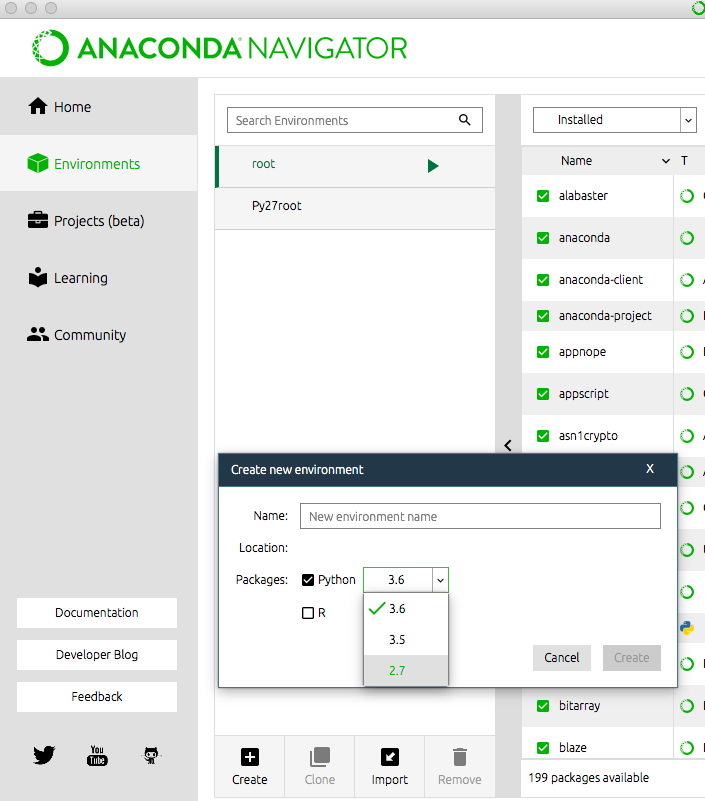 ANACONDA NAVIGATOR
Home
Environments
Projects (beta)
Learning
Community
Documentation
Developer Blog
Feedback
You
Tube
Search Environments
root
Py27root
Create
Clone
Import
Remove
Installed
Name
T
alabaster
anaconda
anaconda-client
anaconda-project
appnope
appscript
asn1crypto
bitarray
blaze
199 packages available
Create new environment
X
Name:
New environment name
Location:
Packages:
Python
3.6
3.6
3.5
2.7
R
Cancel
Create